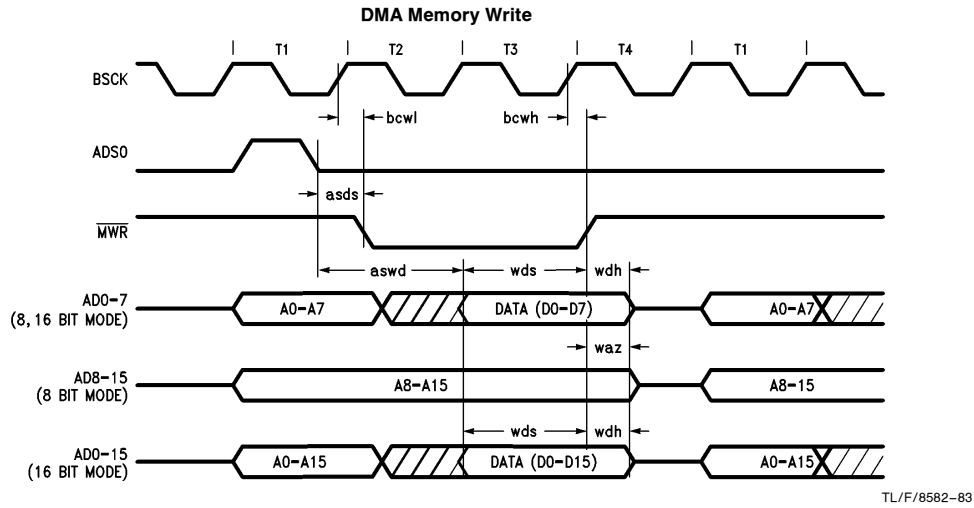 DMA Memory Write
T1 T2 T3 T4 T1
BSCK
bcwl bcwh
ADS0
asds
MWR
aswd wds wdh
AD0-7
(8,16 BIT MODE)
A0-A7 DATA (D0-D7) A0-A7
waz
AD8-15
(8 BIT MODE)
A8-A15 A8-15
wds wdh
AD0-15
(16 BIT MODE)
A0-A15 DATA (D0-D15) A0-A15
TL/F/8582-83